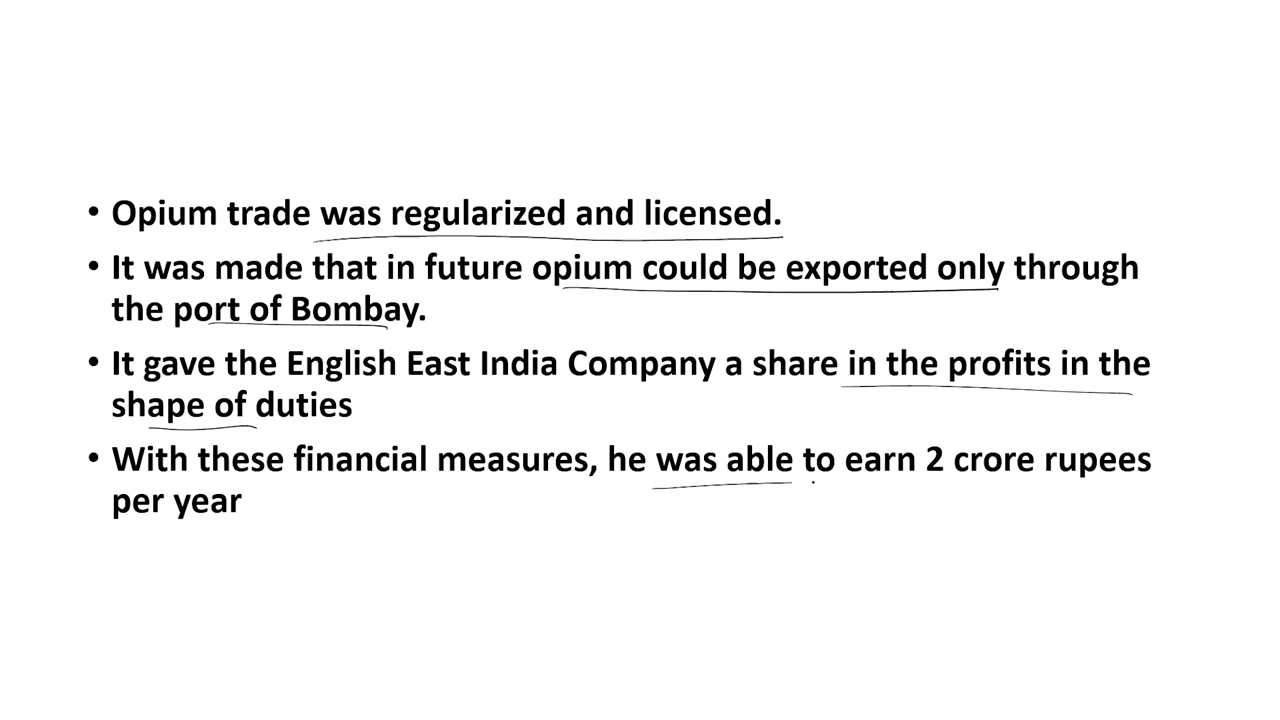 • Opium trade was regularized and licensed.
• It was made that in future opium could be exported only through
the port of Bombay.
• It gave the English East India Company a share in the profits in the
shape of duties
• With these financial measures, he was able to earn 2 crore rupees
per year